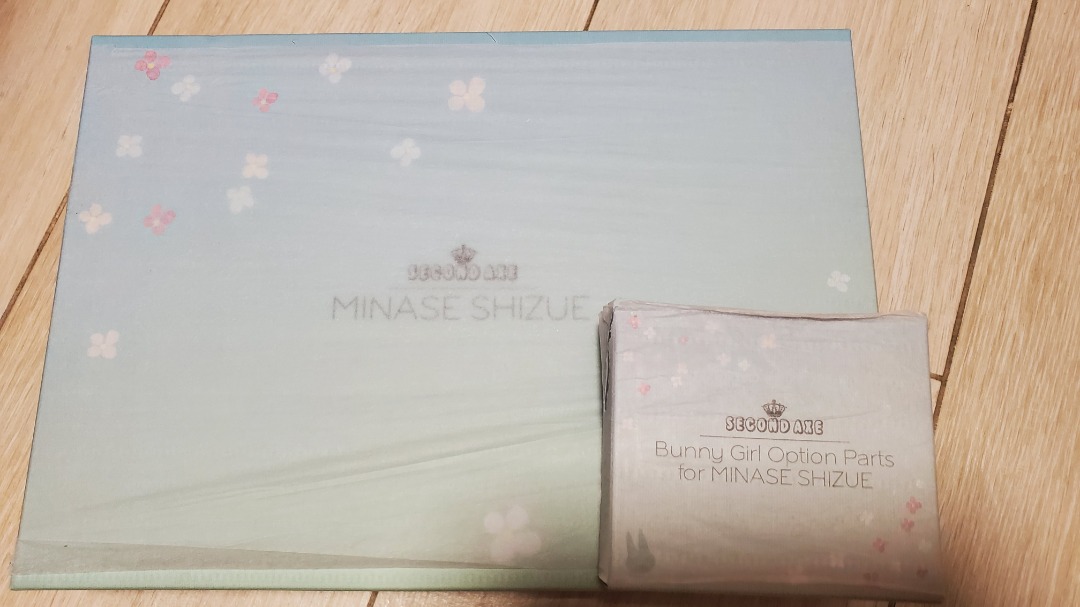 SECOND AXE
MINASE SHIZUE
SECOND AXE
Bunny Girl Option Parts
for MINASE SHIZUE